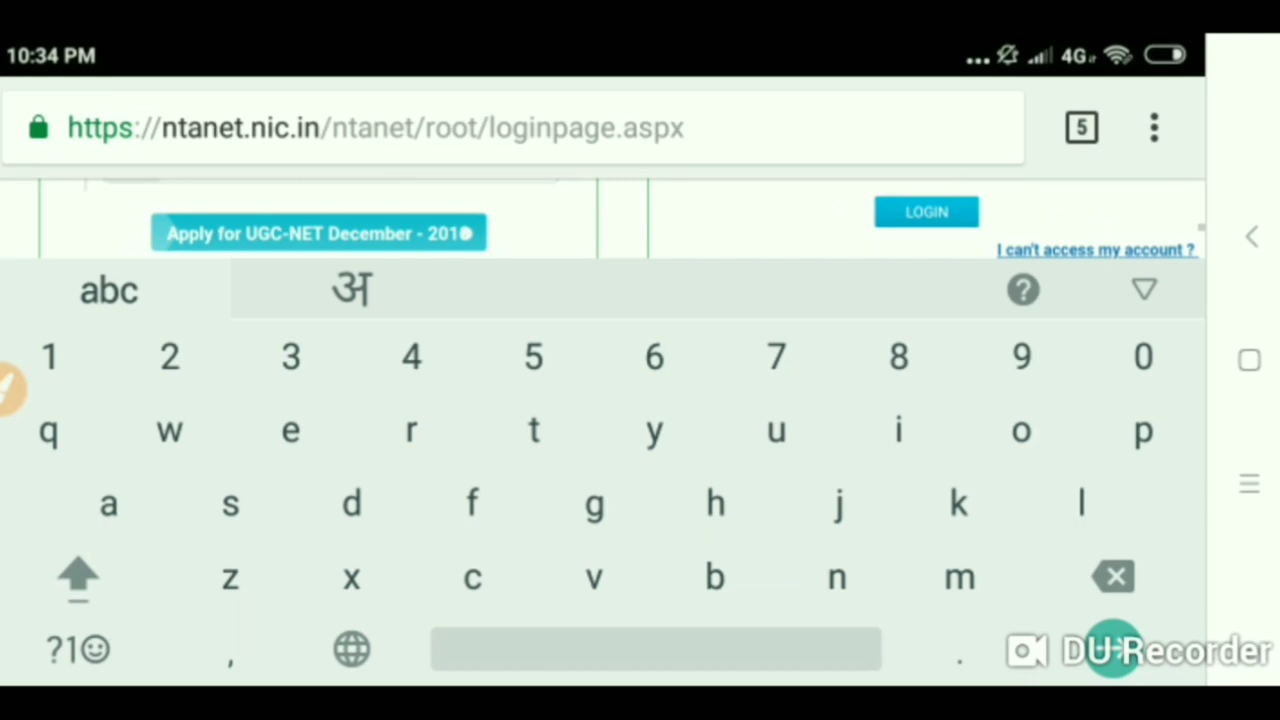 10:34 PM
4G
https://ntanet.nic.in/ntanet/root/loginpage.aspx
5
LOGIN
Apply for UGC-NET December -
I can't access my account ?
abc अ ?
1 2 3 4 5 6 7 8 9 0
q w e r t y u i o p
a s d f g h j k l
z x c v b n m
?1☺ , .
DU Recorder